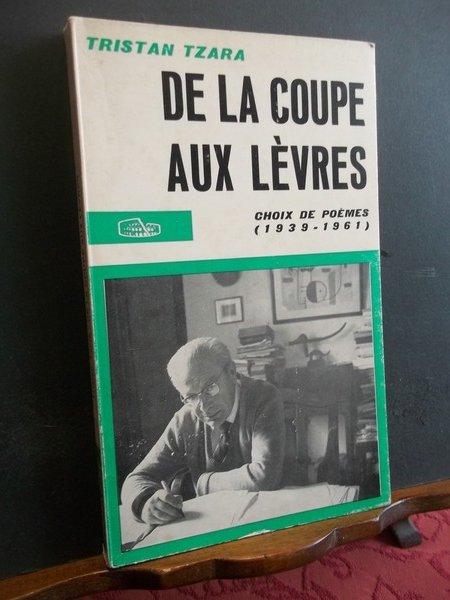 TRISTAN TZARA
DE LA COUPE
AUX LÈVRES
CHOIX DE POÈMES
(1939-1961)